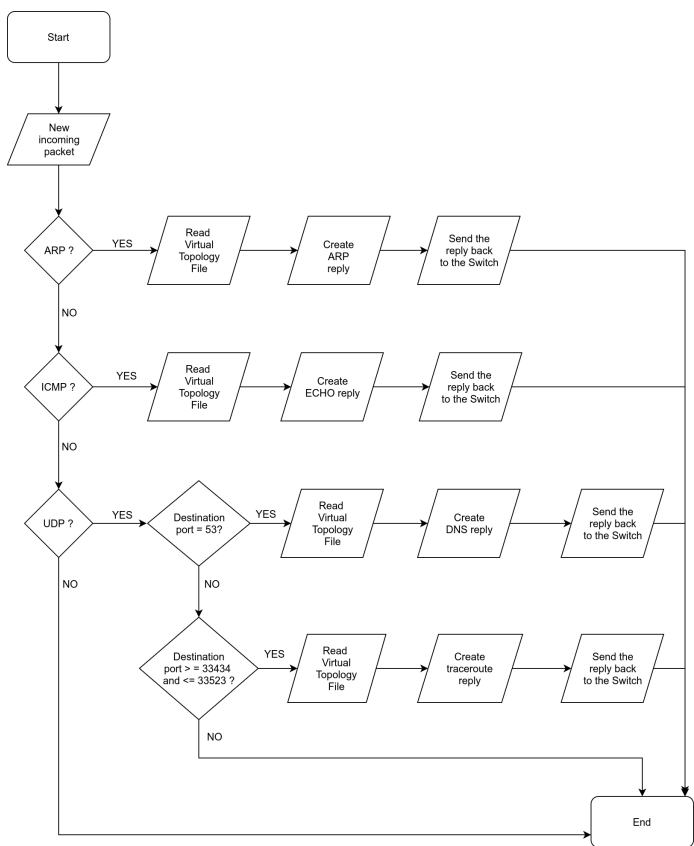 Start
New
incoming
packet
ARP ?
YES
Read
Virtual
Topology
File
Create
ARP
reply
Send the
reply back
to the Switch
NO
ICMP ?
YES
Read
Virtual
Topology
File
Create
ECHO reply
Send the
reply back
to the Switch
NO
UDP ?
YES
Destination
port = 53?
YES
Read
Virtual
Topology
File
Create
DNS reply
Send the
reply back
to the Switch
NO
NO
Destination
port > = 33434
and <= 33523 ?
YES
Read
Virtual
Topology
File
Create
traceroute
reply
Send the
reply back
to the Switch
NO
End